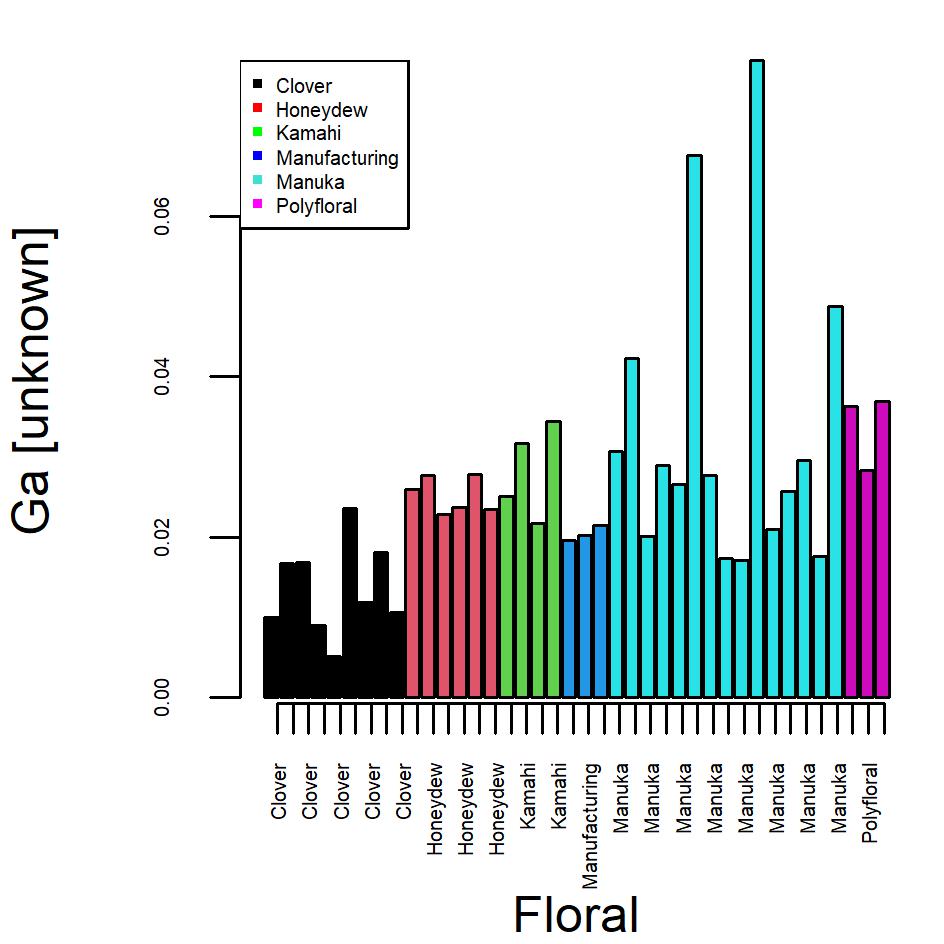 Clover
Honeydew
Kamahi
Manufacturing
Manuka
Polyfloral
Ga [unknown]
0.06
0.04
0.02
0.00
Clover
Clover
Clover
Clover
Clover
Honeydew
Honeydew
Honeydew
Kamahi
Kamahi
Manufacturing
Manuka
Manuka
Manuka
Manuka
Manuka
Manuka
Manuka
Manuka
Polyfloral
Floral